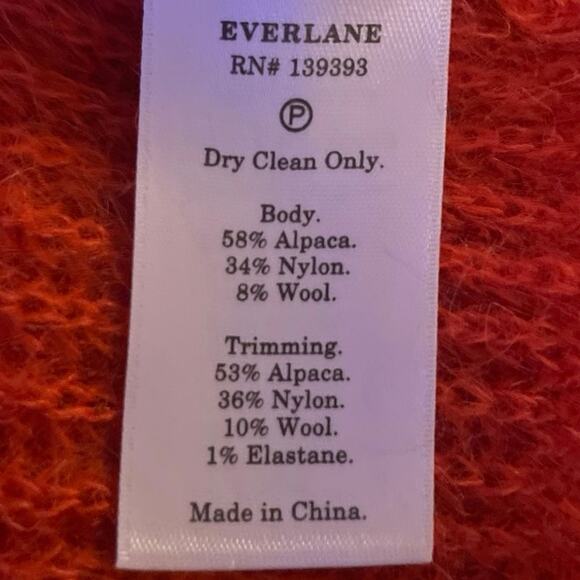 EVERLANE
RN# 139393
P
Dry Clean Only.
Body.
58% Alpaca.
34% Nylon.
8% Wool.
Trimming.
53% Alpaca.
36% Nylon.
10% Wool.
1% Elastane.
Made in China.